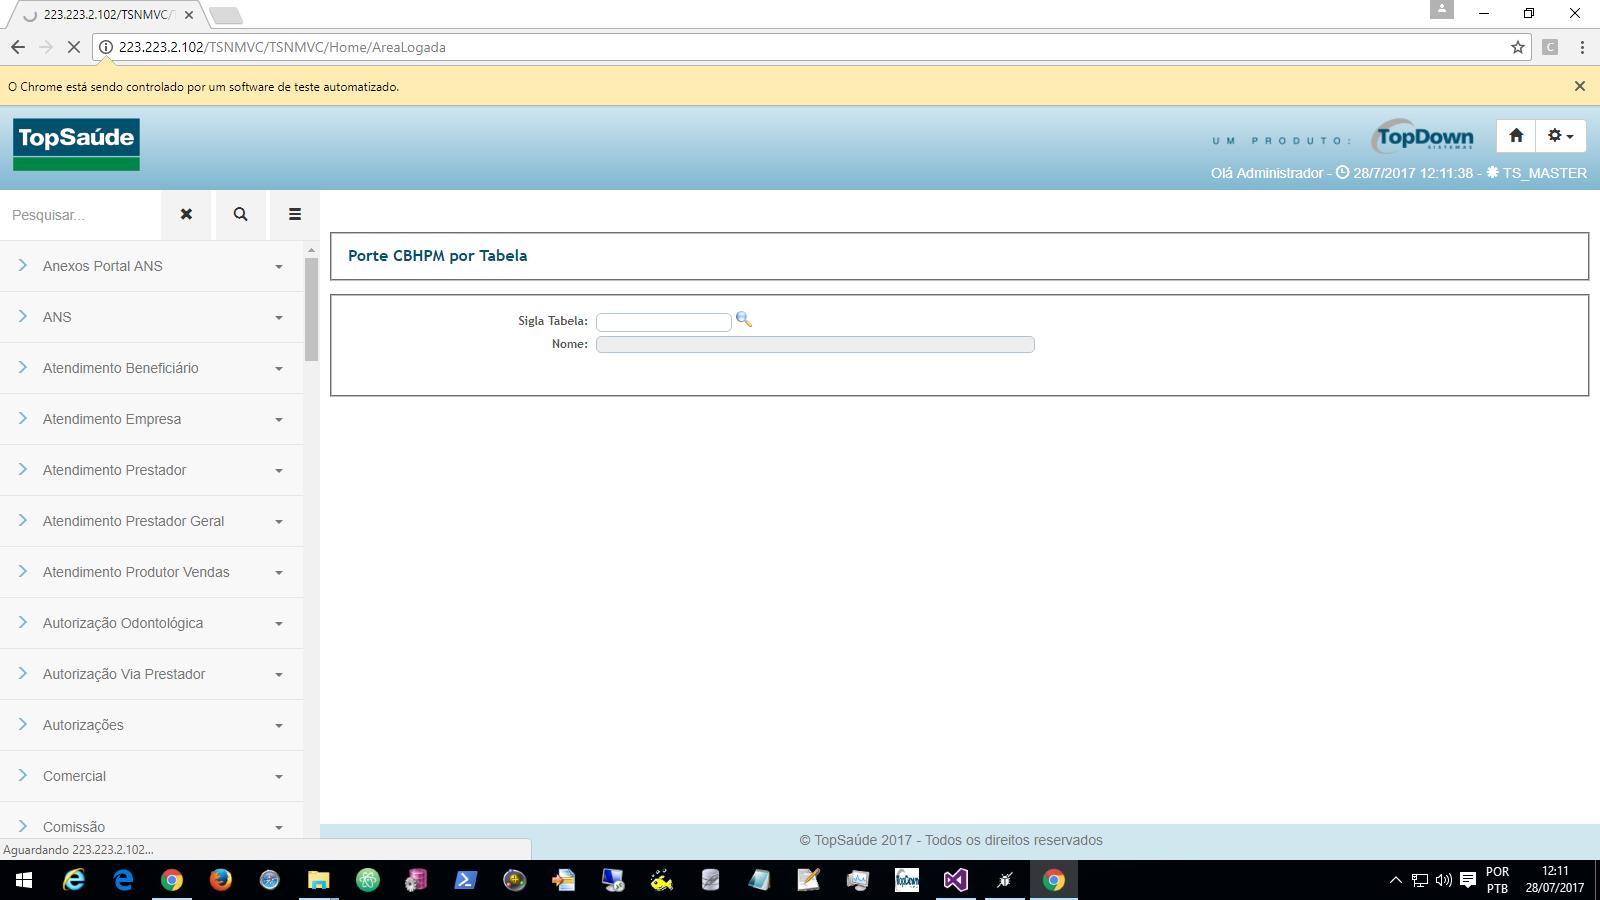 223.223.2.102/TSNMVC/
223.223.2.102/TSNMVC/TSNMVC/Home/AreaLogada
C
O Chrome está sendo controlado por um software de teste automatizado.
TopSaúde
UM PRODUTO:
TopDown
SISTEMAS
Olá Administrador - 28/7/2017 12:11:38 - TS_MASTER
Pesquisar...
Porte CBHPM por Tabela
Sigla Tabela:
Nome:
Anexos Portal ANS
ANS
Atendimento Beneficiário
Atendimento Empresa
Atendimento Prestador
Atendimento Prestador Geral
Atendimento Produtor Vendas
Autorização Odontológica
Autorização Via Prestador
Autorizações
Comercial
Comissão
© TopSaúde 2017 - Todos os direitos reservados
Aguardando 223.223.2.102...
TopDown
POR
PTB
12:11
28/07/2017